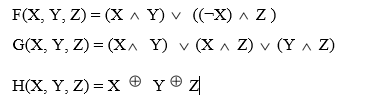 F(X, Y, Z) = (X ∧ Y) ∨ ((¬X) ∧ Z )
G(X, Y, Z) = (X∧ Y) ∨ (X ∧ Z) ∨ (Y ∧ Z)
H(X, Y, Z) = X ⊕ Y ⊕ Z